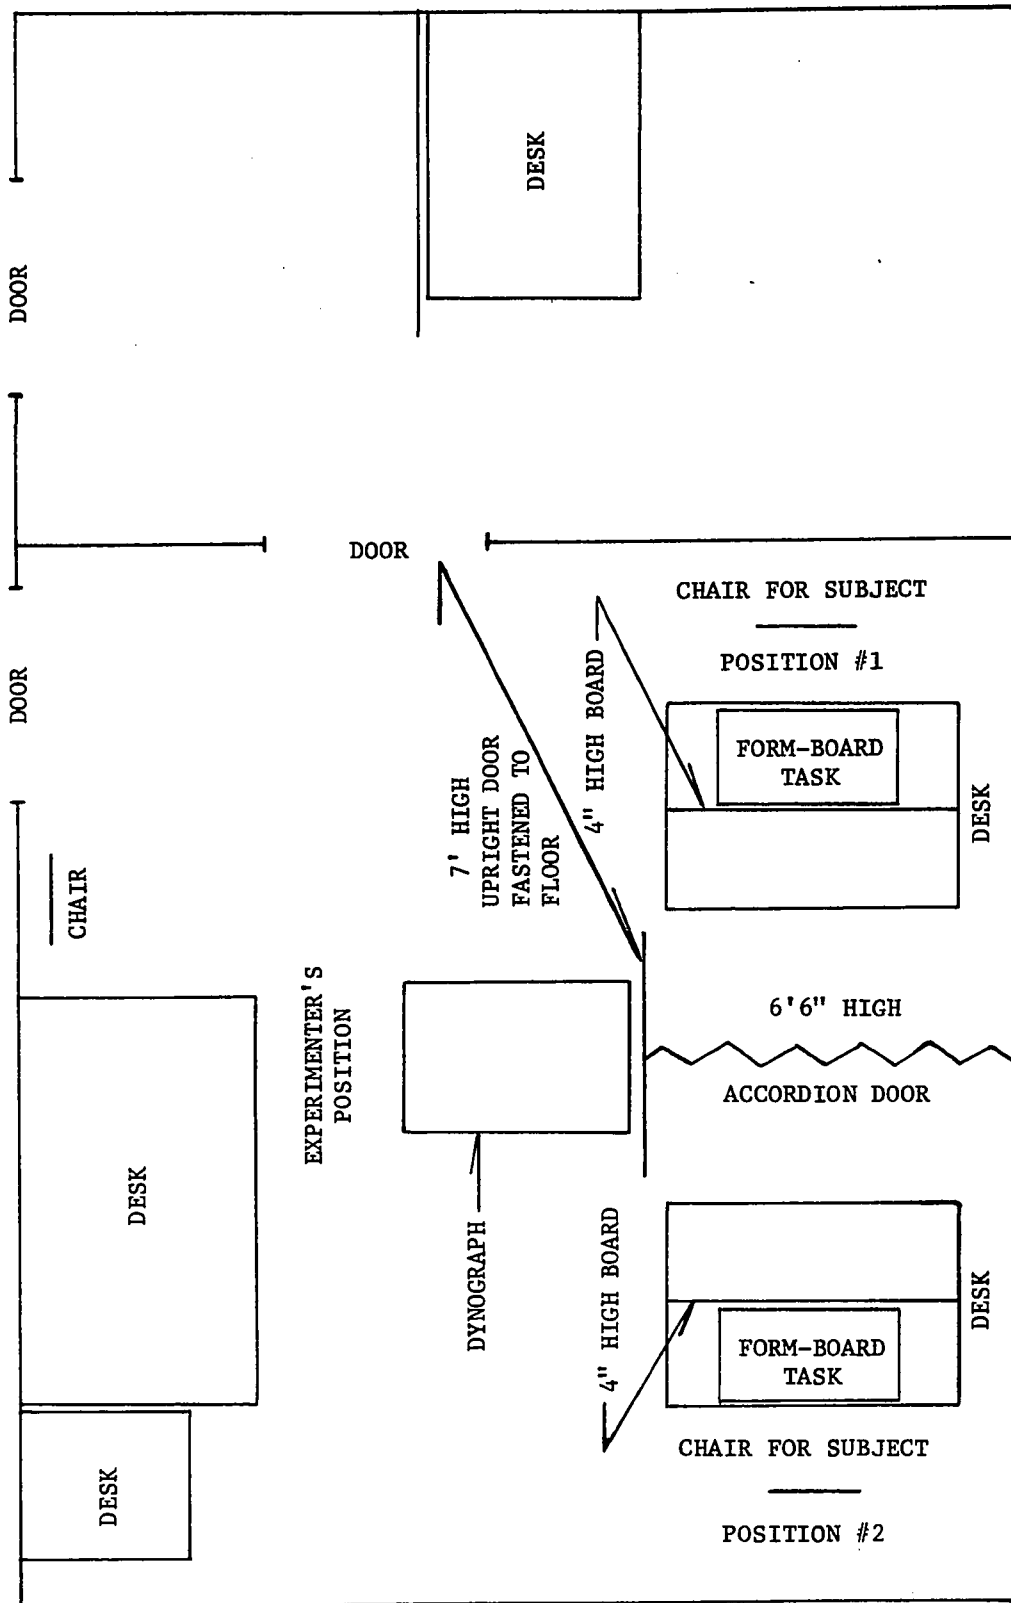 DESK
DOOR
DOOR
CHAIR FOR SUBJECT
POSITION #1
DOOR
7' HIGH
UPRIGHT DOOR
FASTENED TO
FLOOR
4" HIGH BOARD
FORM-BOARD
TASK
DESK
CHAIR
EXPERIMENTER'S
POSITION
6'6" HIGH
ACCORDION DOOR
DESK
DYNOGRAPH
4" HIGH BOARD
FORM-BOARD
TASK
DESK
CHAIR FOR SUBJECT
POSITION #2
DESK